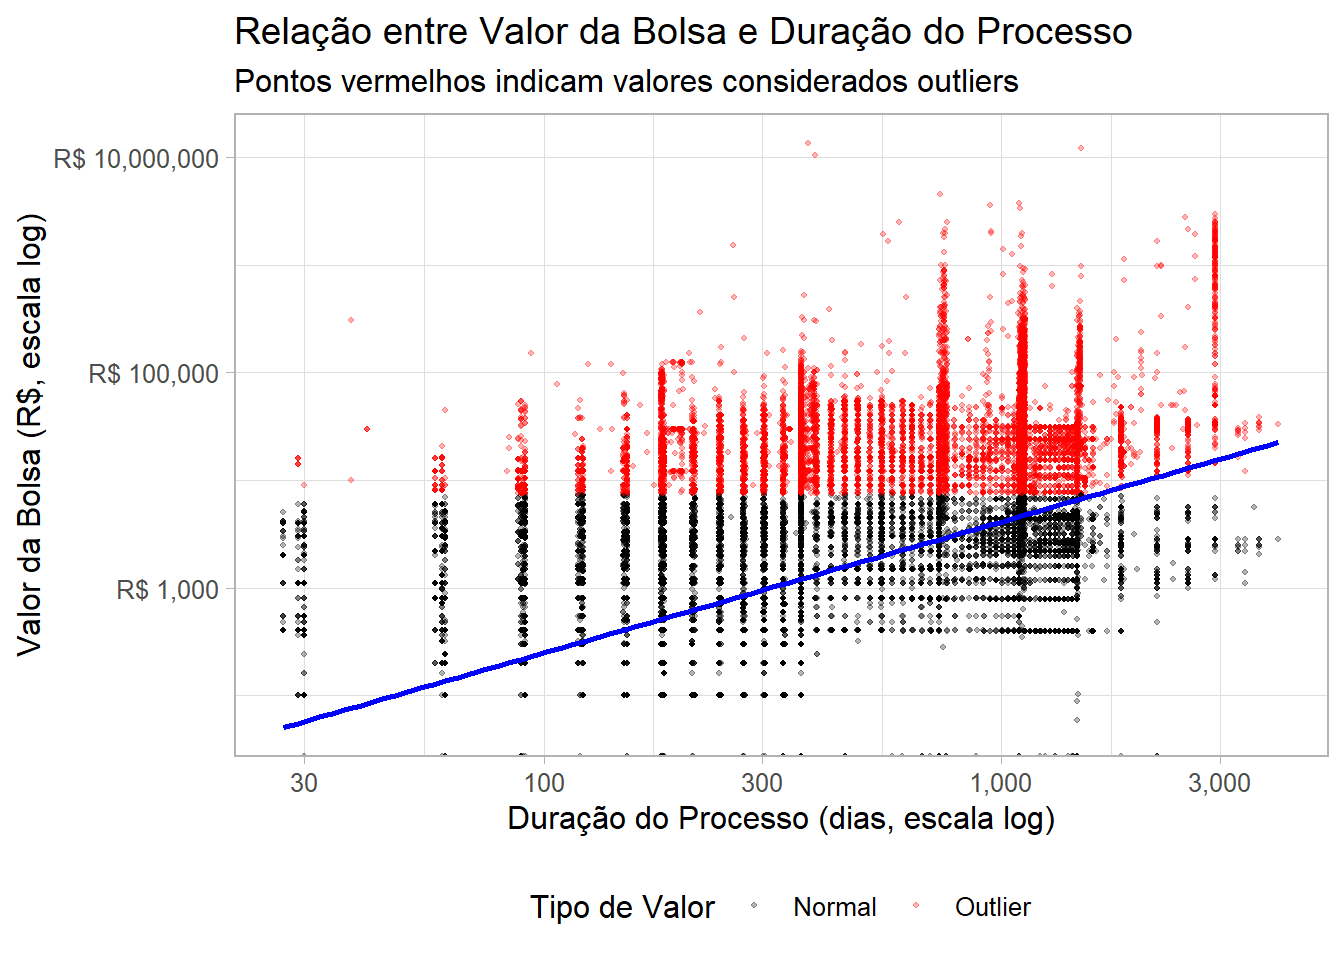 Relação entre Valor da Bolsa e Duração do Processo
Pontos vermelhos indicam valores considerados outliers
Valor da Bolsa (R$, escala log)
R$ 10,000,000
R$ 100,000
R$ 1,000
30
100
300
1,000
3,000
Duração do Processo (dias, escala log)
Tipo de Valor
Normal
Outlier